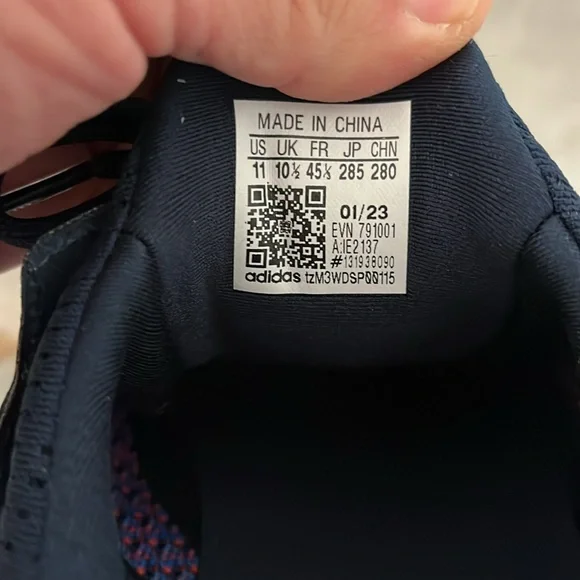 MADE IN CHINA
US UK FR JP CHN
11 10½ 45⅓ 285 280
01/23
EVN 791001
A:IE2137
#131938090
adidas tzM3WDSP00115